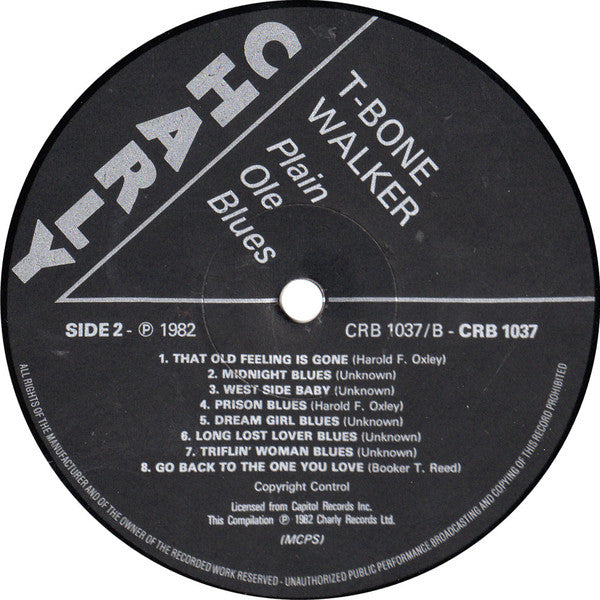 CHARLY
T-BONE
WALKER
Plain
Ole
Blues
SIDE 2 - Ⓟ 1982
CRB 1037/B - CRB 1037
1. THAT OLD FEELING IS GONE (Harold F. Oxley)
2. MIDNIGHT BLUES (Unknown)
3. WEST SIDE BABY (Unknown)
4. PRISON BLUES (Harold F. Oxley)
5. DREAM GIRL BLUES (Unknown)
6. LONG LOST LOVER BLUES (Unknown)
7. TRIFLIN' WOMAN BLUES (Unknown)
8. GO BACK TO THE ONE YOU LOVE (Booker T. Reed)
Copyright Control
Licensed from Capitol Records Inc.
This Compilation Ⓟ 1982 Charly Records Ltd.
(MCPS)
ALL RIGHTS OF THE MANUFACTURER AND OF THE OWNER OF THE RECORDED WORK RESERVED - UNAUTHORIZED PUBLIC PERFORMANCE BROADCASTING AND COPYING OF THIS RECORD PROHIBITED